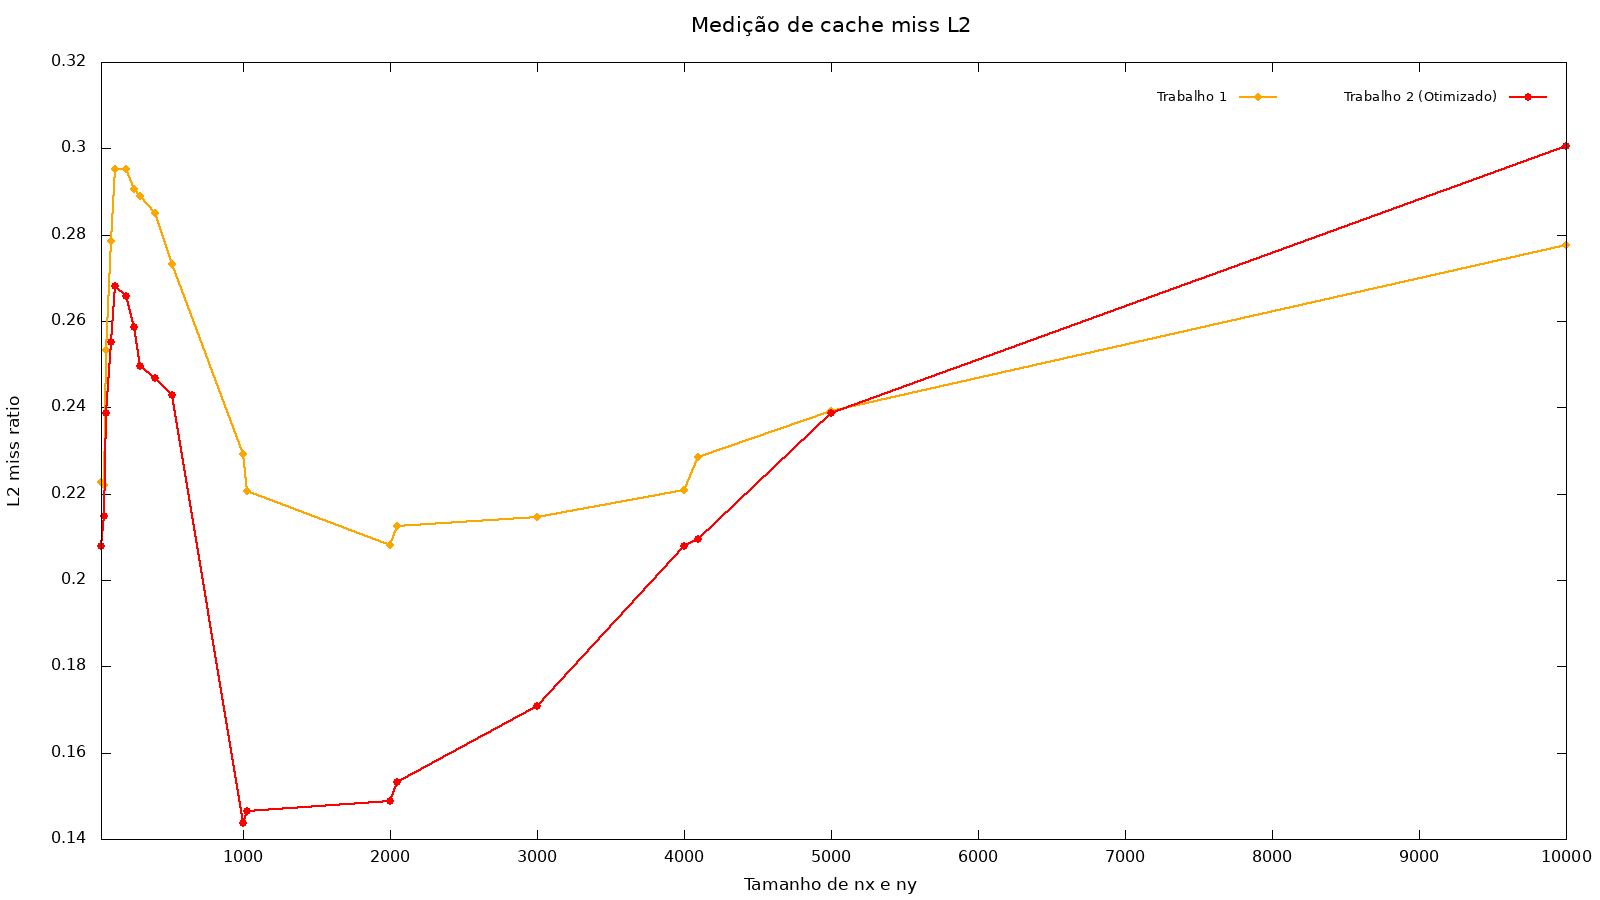 Medição de cache miss L2
0.32
0.3
0.28
0.26
0.24
0.22
0.2
0.18
0.16
0.14
L2 miss ratio
Trabalho 1
Trabalho 2 (Otimizado)
1000 2000 3000 4000 5000 6000 7000 8000 9000 10000
Tamanho de nx e ny